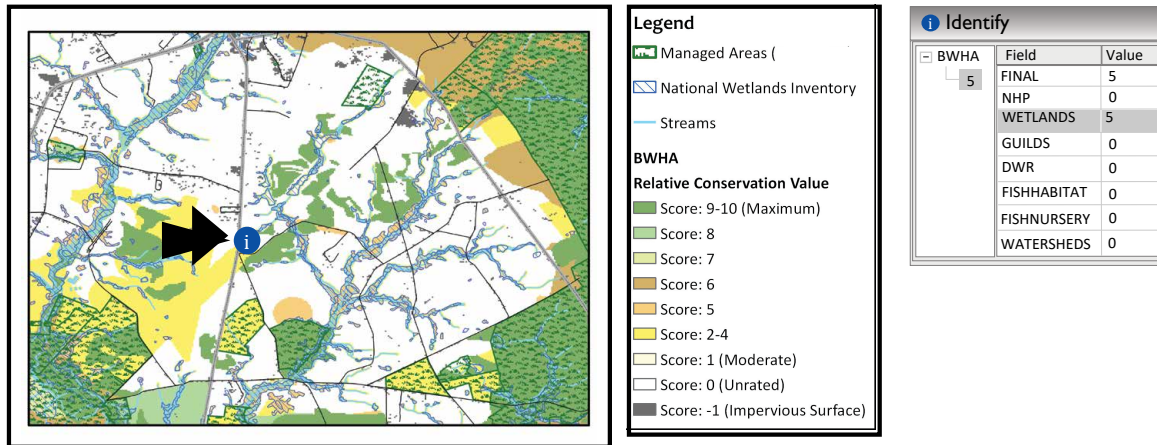 i
Legend
Managed Areas (
National Wetlands Inventory
Streams
BWHA
Relative Conservation Value
Score: 9-10 (Maximum)
Score: 8
Score: 7
Score: 6
Score: 5
Score: 2-4
Score: 1 (Moderate)
Score: 0 (Unrated)
Score: -1 (Impervious Surface)
i Identify
BWHA
5
Field Value
FINAL 5
NHP 0
WETLANDS 5
GUILDS 0
DWR 0
FISHHABITAT 0
FISHNURSERY 0
WATERSHEDS 0